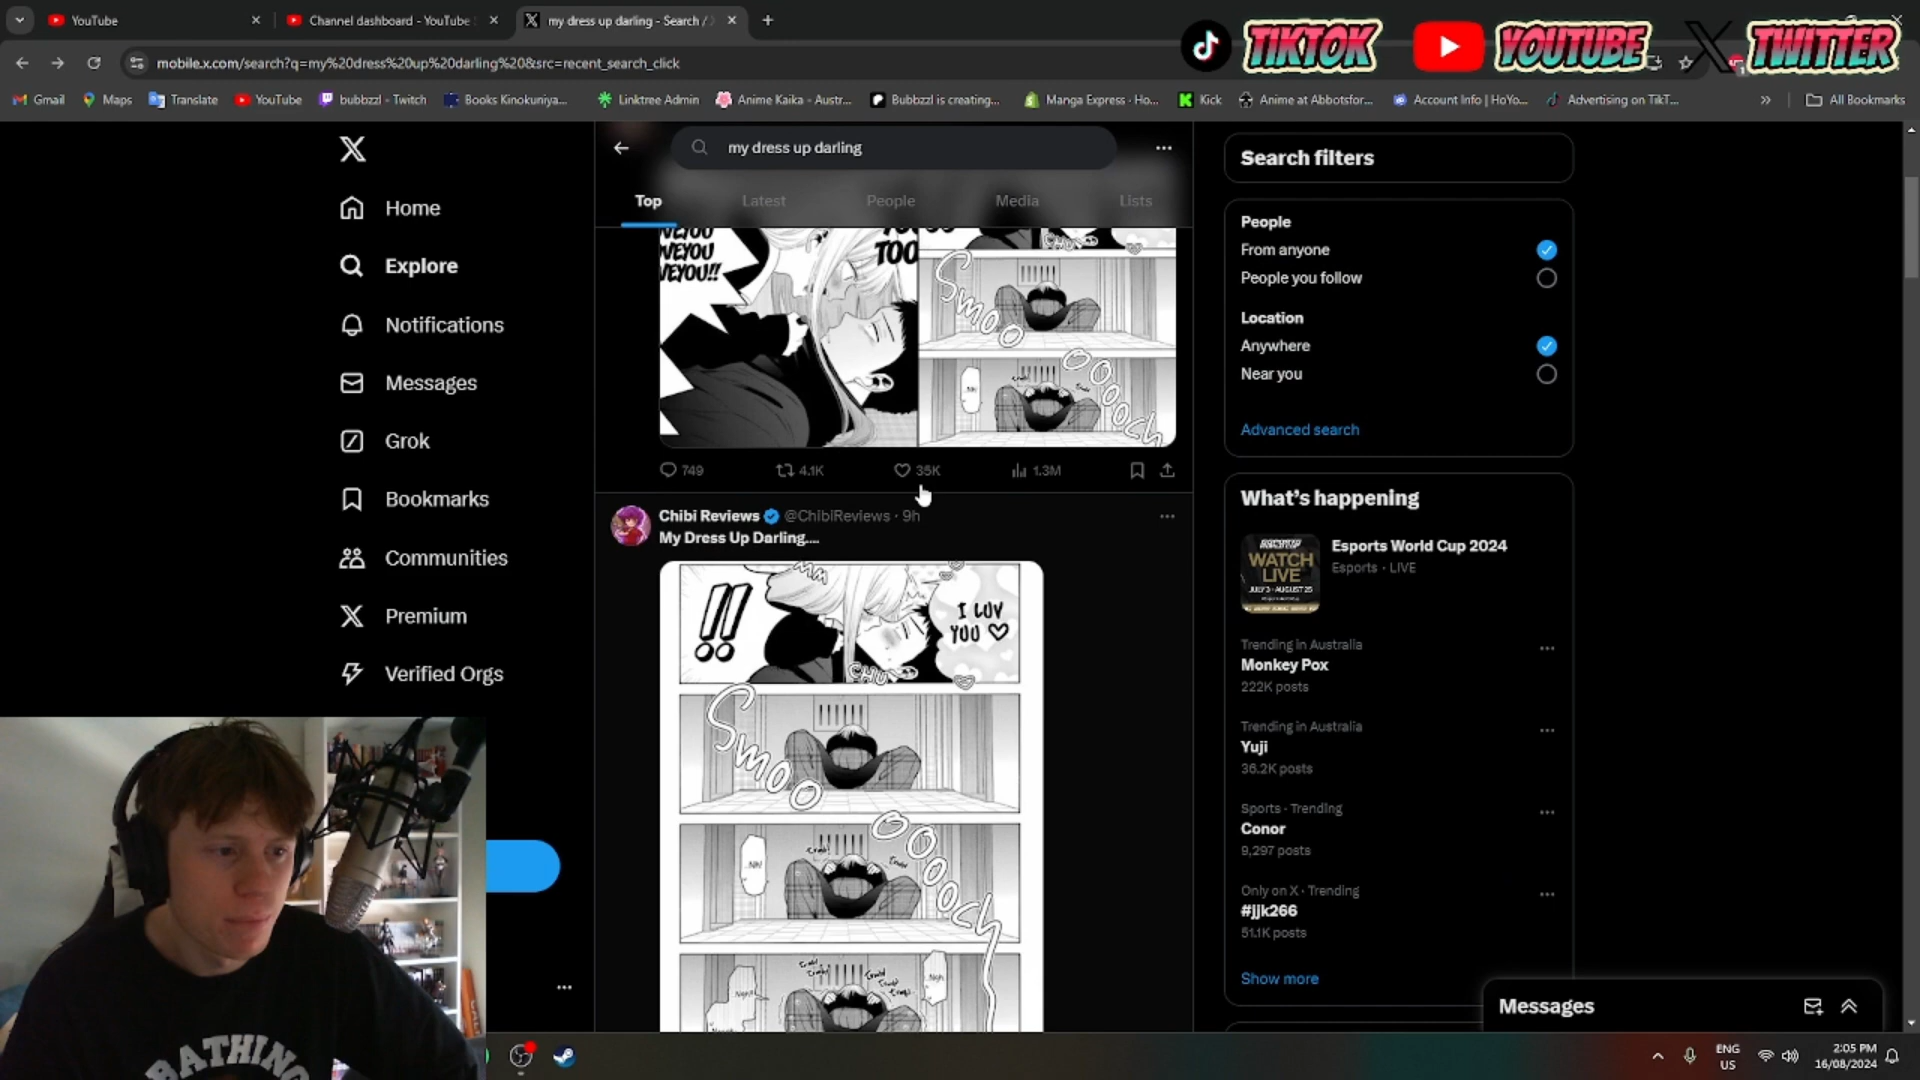 YouTube
Channel dashboard - YouTube
my dress up darling - Search /
TIKTOK
YOUTUBE
TWITTER
mobile.x.com/search?q=my%20dress%20up%20darling%20&src=recent_search_click
Gmail
Maps
Translate
YouTube
bubbzzl - Twitch
Books Kinokuniya...
Linktree Admin
Anime Kaika - Austr...
Bubbzzl is creating...
Manga Express - Ho...
Kick
Anime at Abbotsfor...
Account Info | HoYo...
Advertising on TikT...
All Bookmarks
Home
Explore
Notifications
Messages
Grok
Bookmarks
Communities
Premium
Verified Orgs
my dress up darling
Top
Latest
People
Media
Lists
TOO
CHU
SMOO
OOOOCH
749
4.1K
35K
1.3M
Chibi Reviews @ChibiReviews · 9h
My Dress Up Darling....
!!
I LUV
YOU ♡
CHU
SMOO
OOOOCH
Search filters
People
From anyone
People you follow
Location
Anywhere
Near you
Advanced search
What's happening
WATCH
LIVE
Esports World Cup 2024
Esports · LIVE
Trending in Australia
Monkey Pox
222K posts
Trending in Australia
Yuji
36.2K posts
Sports · Trending
Conor
9,297 posts
Only on X · Trending
#jjk266
51.1K posts
Show more
Messages
BATHING
ENG
US
2:05 PM
16/08/2024